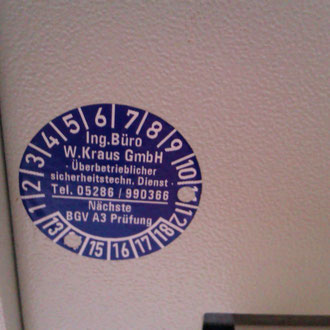 1 2 3 4 5 6 7 8 9 10 12
Ing.Büro
W.Kraus GmbH
· Überbetrieblicher
sicherheitstechn. Dienst ·
Tel. 05286 / 990366
Nächste
BGV A3 Prüfung
13 15 16 17 18